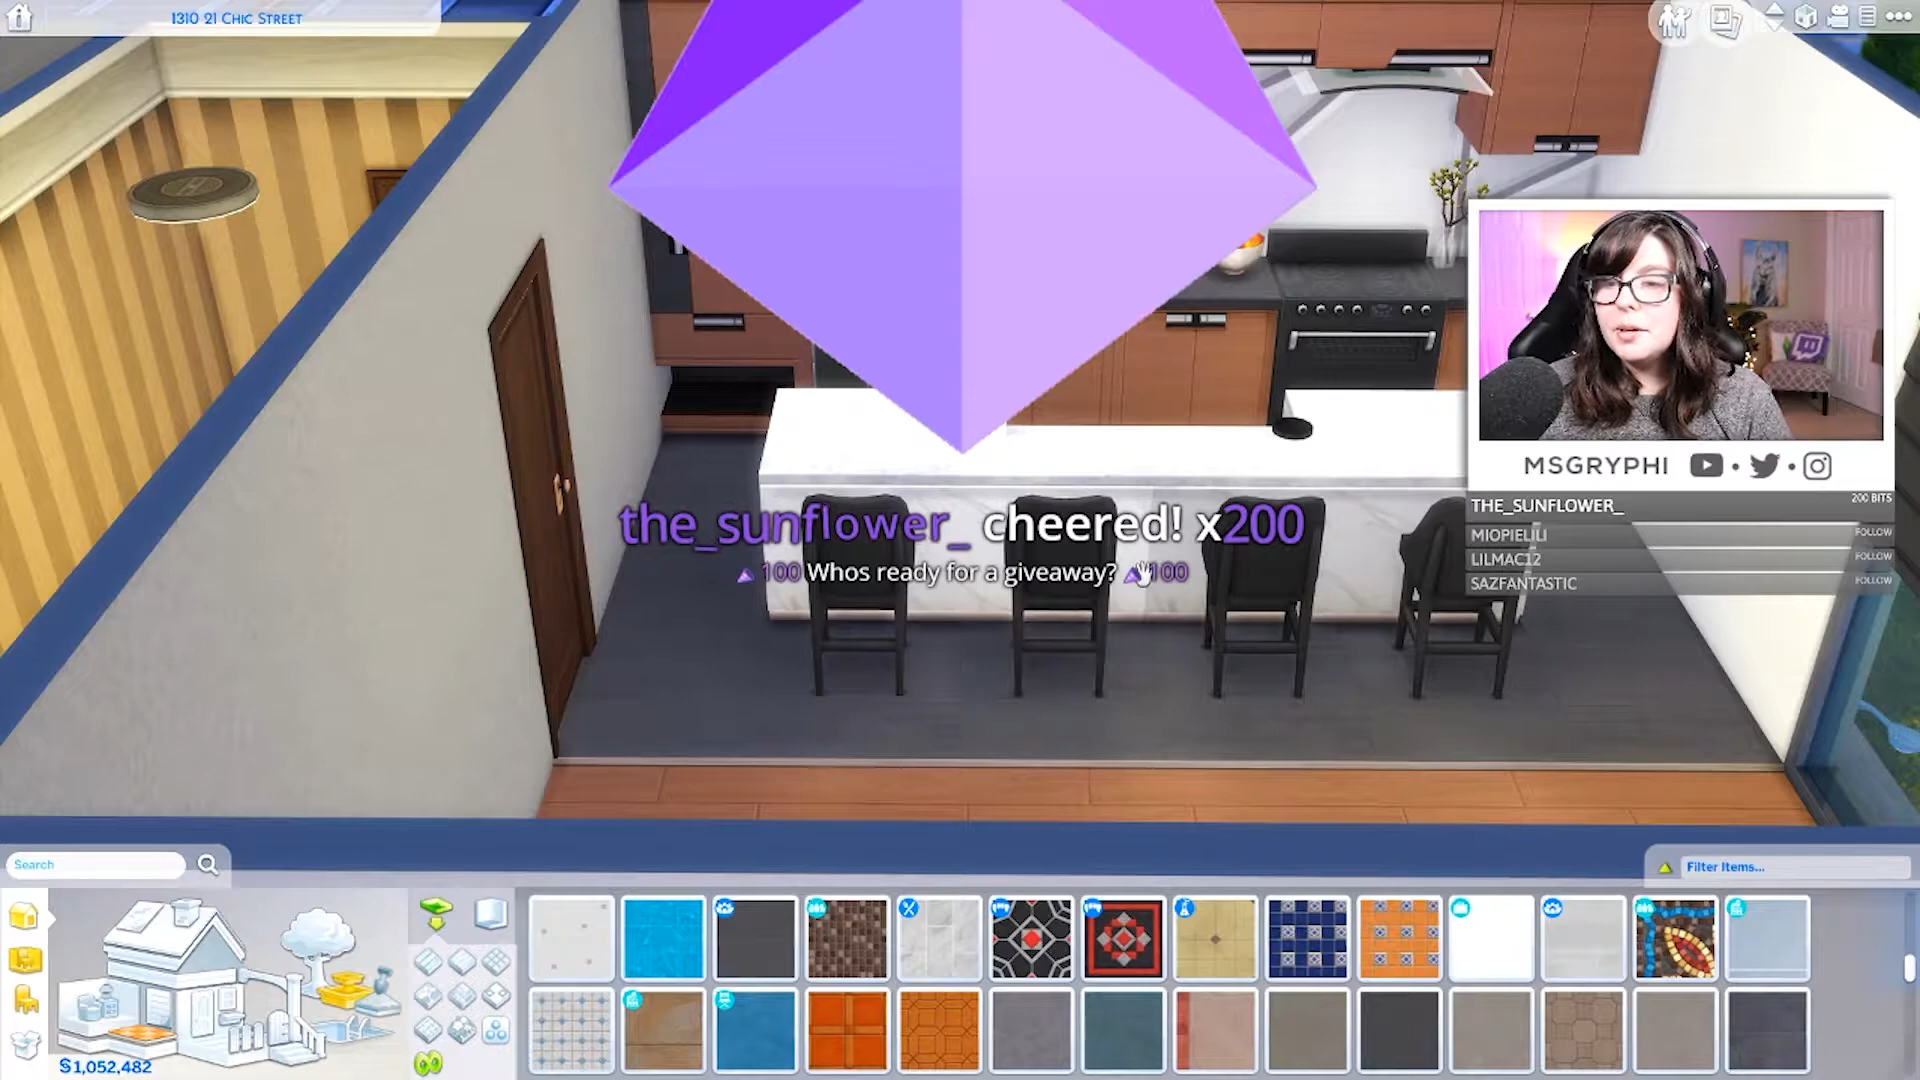 1310 21 Chic Street
the_sunflower_ cheered! x200
100 Whos ready for a giveaway? 100
MSGRYPHI
THE_SUNFLOWER_ 200 BITS
MIOPIELILI FOLLOW
LILMAC12 FOLLOW
SAZFANTASTIC FOLLOW
Search
Filter Items...
§1,052,482